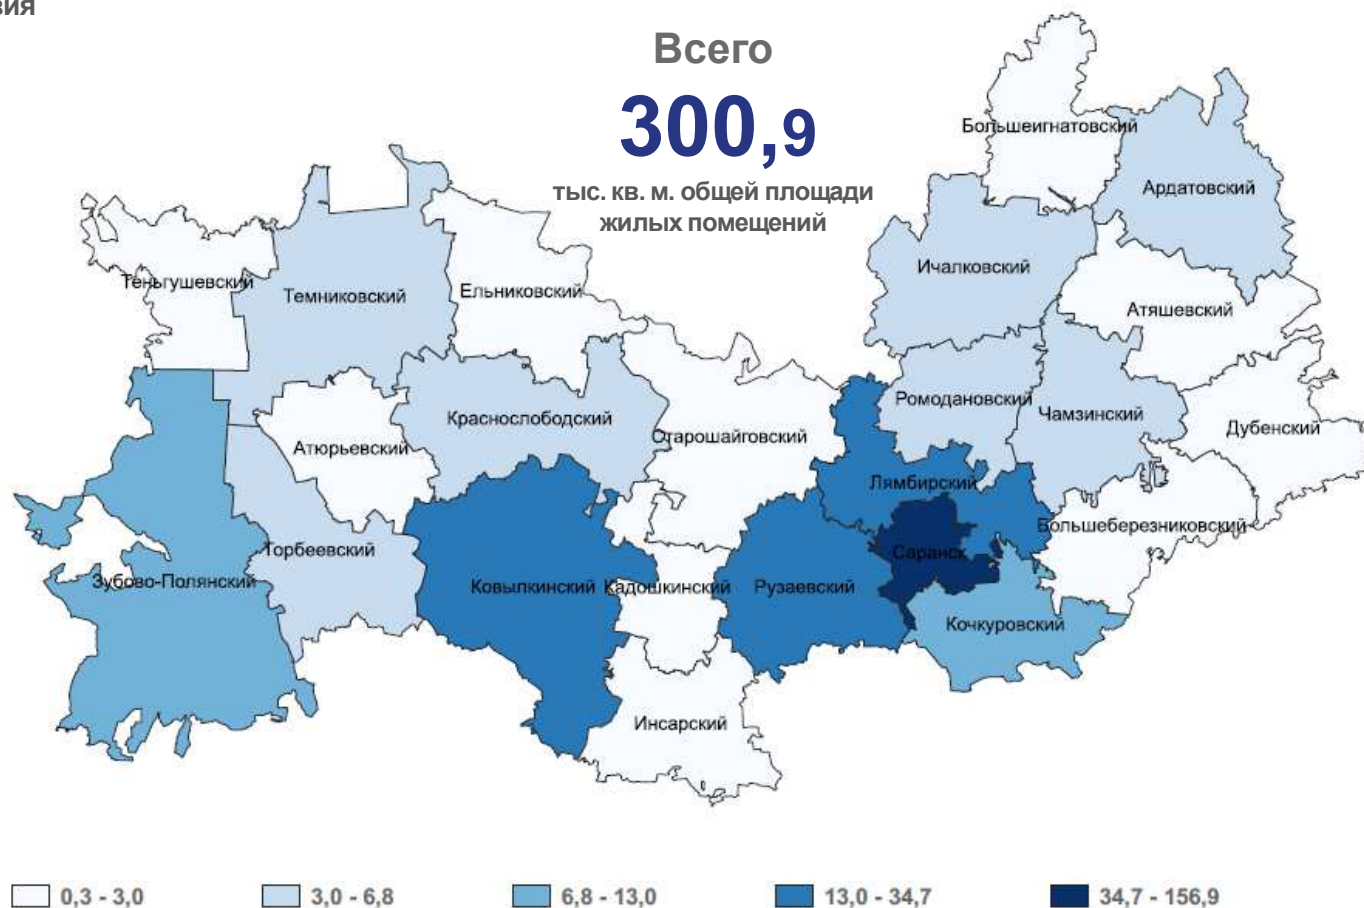 вия
Всего
300,9
тыс. кв. м. общей площади
жилых помещений
Большеигнатовский
Ардатовский
Ичалковский
Теньгушевский
Темниковский
Ельниковский
Атяшевский
Ромодановский
Чамзинский
Краснослободский
Дубенский
Старошайговский
Атюрьевский
Лямбирский
Большеберезниковский
Торбеевский
Саранск
Зубово-Полянский
Ковылкинский
Кадошкинский
Рузаевский
Кочкуровский
Инсарский
0,3 - 3,0
3,0 - 6,8
6,8 - 13,0
13,0 - 34,7
34,7 - 156,9